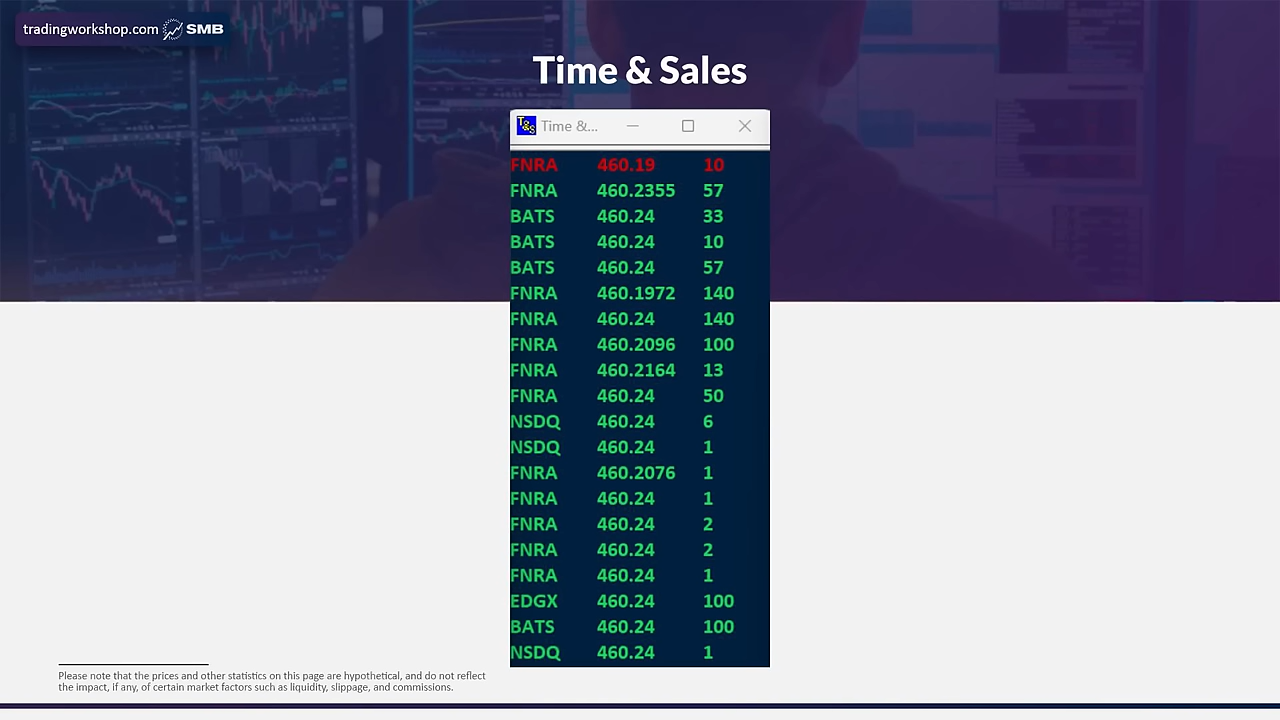 tradingworkshop.com SMB
Time & Sales
T&S Time &...
FNRA 460.19 10
FNRA 460.2355 57
BATS 460.24 33
BATS 460.24 10
BATS 460.24 57
FNRA 460.1972 140
FNRA 460.24 140
FNRA 460.2096 100
FNRA 460.2164 13
FNRA 460.24 50
NSDQ 460.24 6
NSDQ 460.24 1
FNRA 460.2076 1
FNRA 460.24 1
FNRA 460.24 2
FNRA 460.24 2
FNRA 460.24 1
EDGX 460.24 100
BATS 460.24 100
NSDQ 460.24 1
Please note that the prices and other statistics on this page are hypothetical, and do not reflect
the impact, if any, of certain market factors such as liquidity, slippage, and commissions.